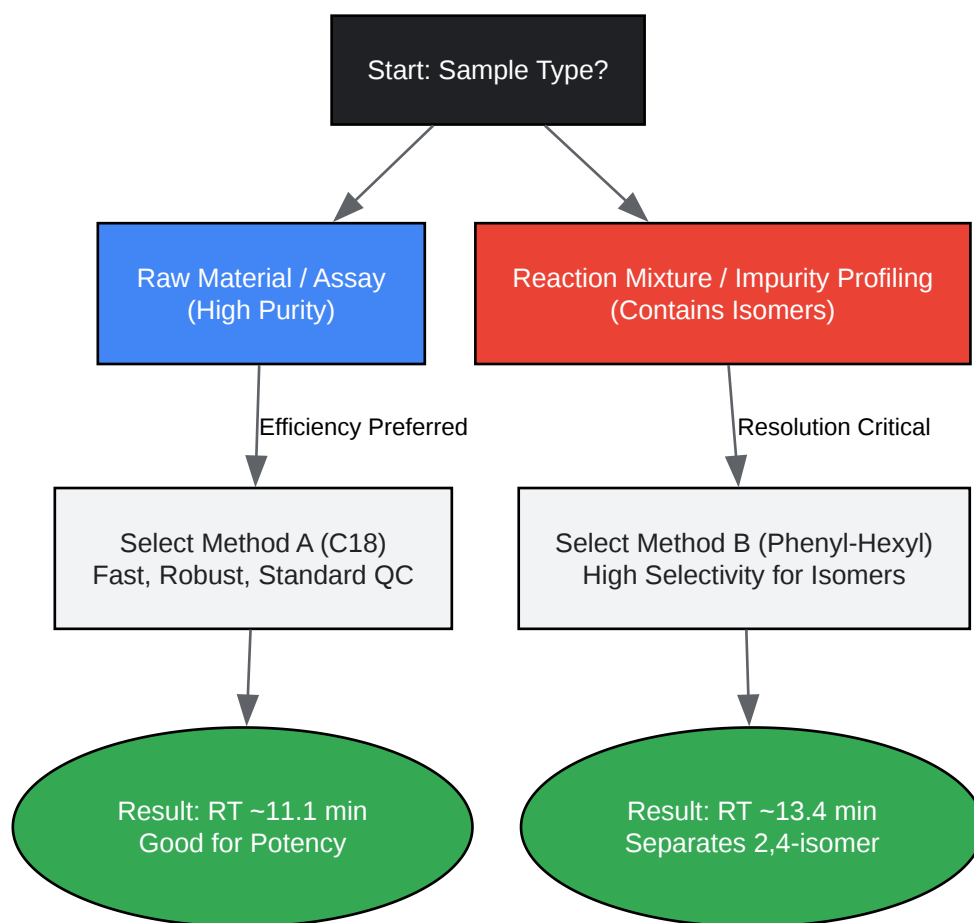 Start: Sample Type?
Raw Material / Assay
(High Purity)
Reaction Mixture / Impurity Profiling
(Contains Isomers)
Efficiency Preferred
Resolution Critical
Select Method A (C18)
Fast, Robust, Standard QC
Select Method B (Phenyl-Hexyl)
High Selectivity for Isomers
Result: RT ~11.1 min
Good for Potency
Result: RT ~13.4 min
Separates 2,4-isomer